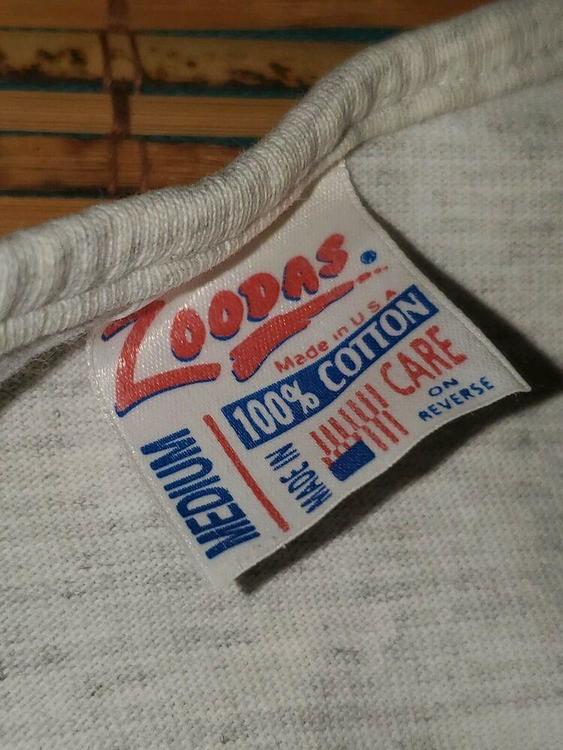 ZOODAS®
Made in U.S.A.
100% COTTON
MEDIUM
MADE IN
CARE
ON
REVERSE